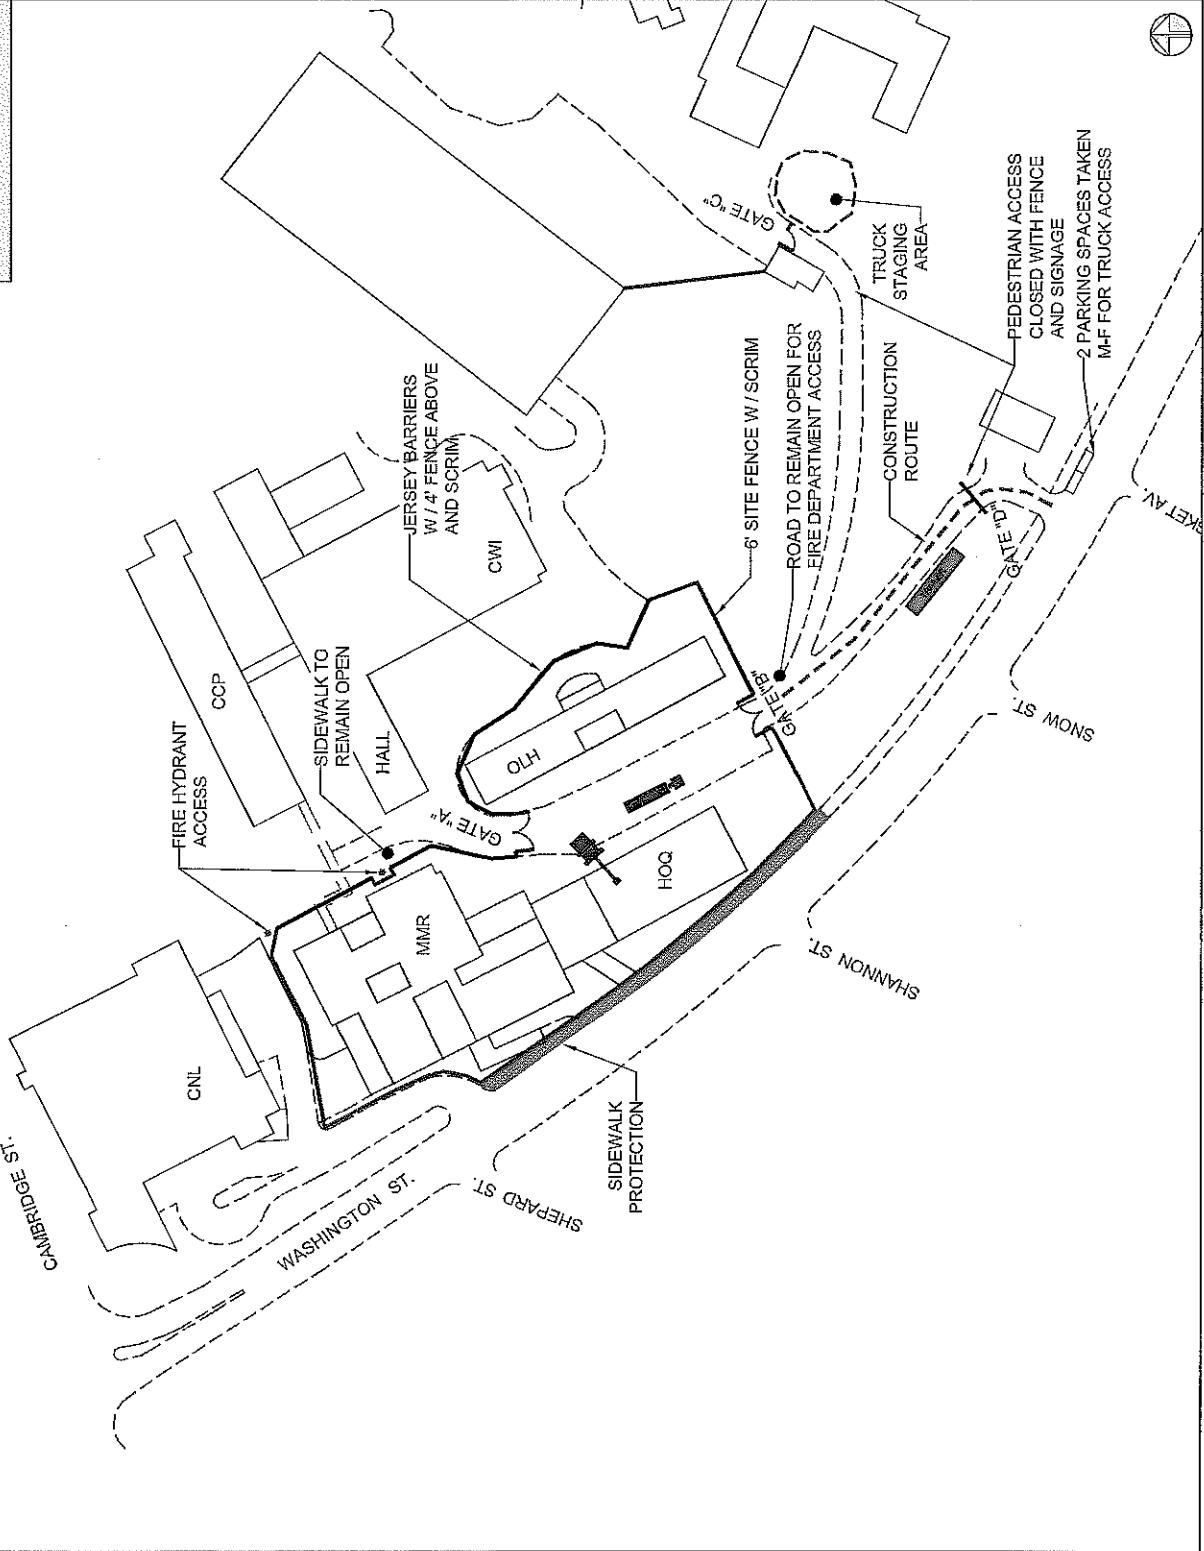 CAMBRIDGE ST.
CNL
WASHINGTON ST.
SHEPARD ST.
SIDEWALK
PROTECTION
FIRE HYDRANT
ACCESS
CCP
SIDEWALK TO
REMAIN OPEN
HALL
MMR
GATE "A"
OLH
HOQ
JERSEY BARRIERS
W / 4' FENCE ABOVE
AND SCRIM
CWI
SHANNON ST.
SNOW ST.
GATE "B"
6' SITE FENCE W / SCRIM
ROAD TO REMAIN OPEN FOR
FIRE DEPARTMENT ACCESS
CONSTRUCTION
ROUTE
GATE "D"
GATE "C"
TRUCK
STAGING
AREA
PEDESTRIAN ACCESS
CLOSED WITH FENCE
AND SIGNAGE
2 PARKING SPACES TAKEN
M-F FOR TRUCK ACCESS
KET AV.